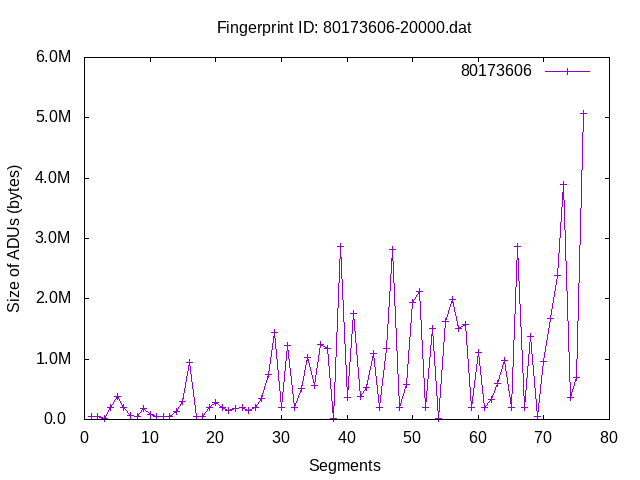 Fingerprint ID: 80173606-20000.dat
80173606
6.0M
5.0M
4.0M
3.0M
2.0M
1.0M
0.0
Size of ADUs (bytes)
0 10 20 30 40 50 60 70 80
Segments